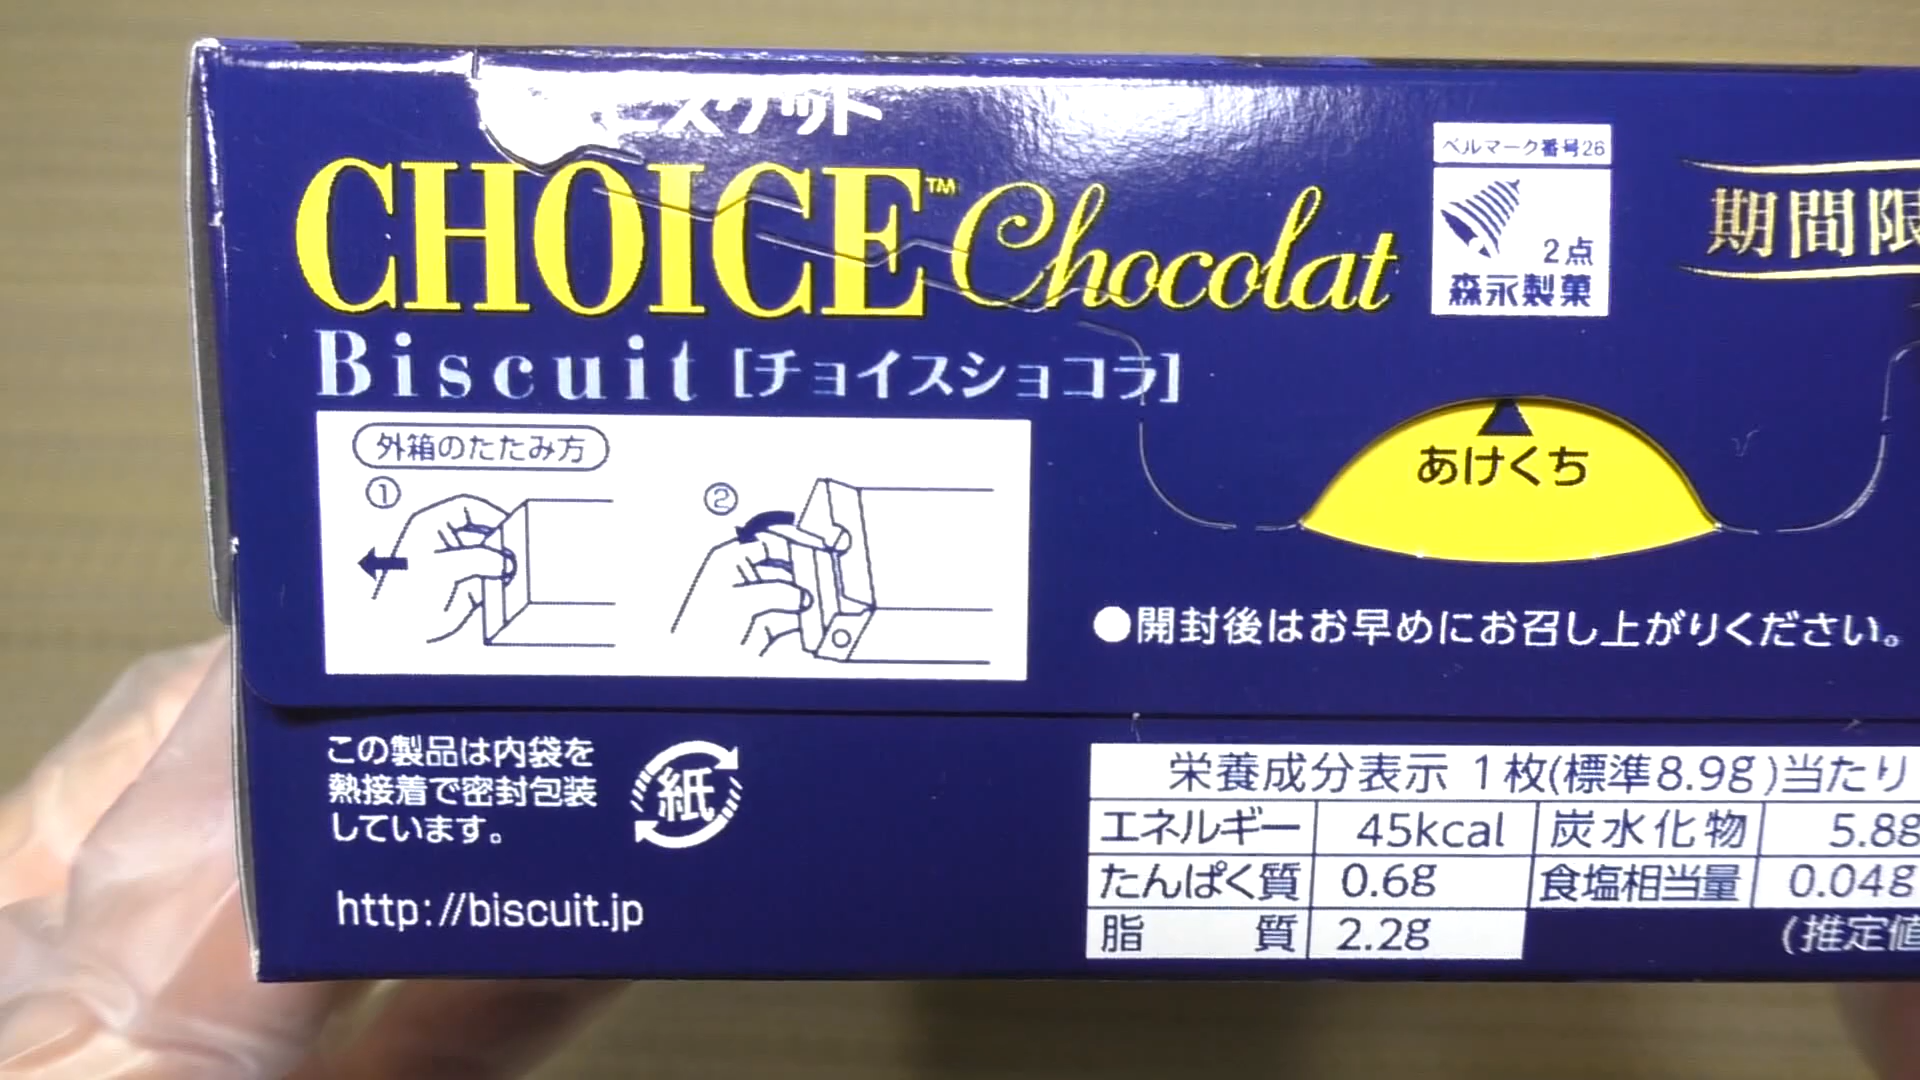 ビスケット
CHOICE™ Chocolat
Biscuit [チョイスショコラ]
ベルマーク番号26
2点
森永製菓
期間限
外箱のたたみ方
①
②
あけくち
●開封後はお早めにお召し上がりください。
この製品は内袋を
熱接着で密封包装
しています。
紙
http://biscuit.jp
栄養成分表示 1枚(標準8.9g)当たり
エネルギー 45kcal 炭水化物 5.8g
たんぱく質 0.6g 食塩相当量 0.04g
脂質 2.2g
(推定値